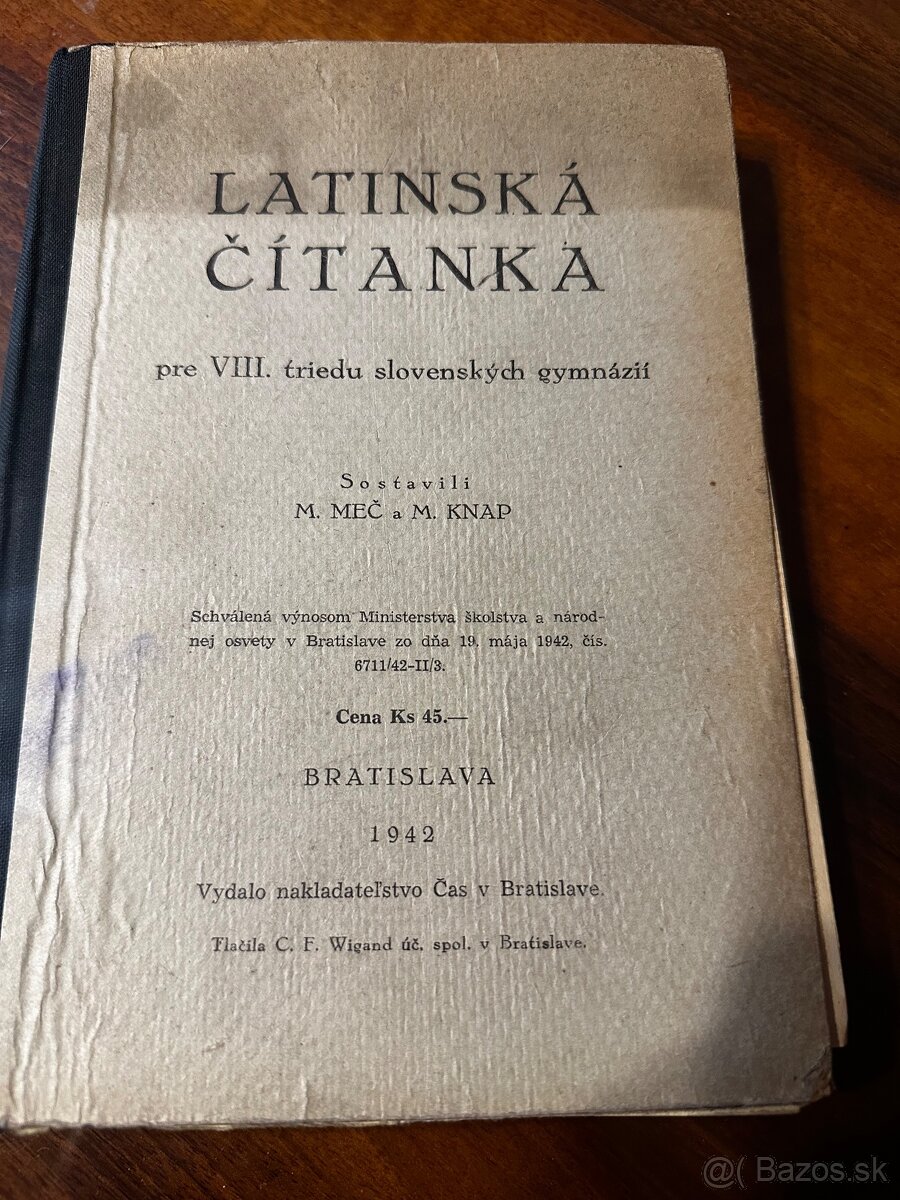 LATINSKÁ
ČÍTANKA
pre VIII. triedu slovenských gymnázií
Sostavili
M. MEČ a M. KNAP
Schválená výnosom Ministerstva školstva a národ-
nej osvety v Bratislave zo dňa 19. mája 1942, čís.
6711/42-II/3.
Cena Ks 45.—
BRATISLAVA
1942
Vydalo nakladateľstvo Čas v Bratislave.
Tlačila C. F. Wigand úč. spol. v Bratislave.
@( Bazos.sk